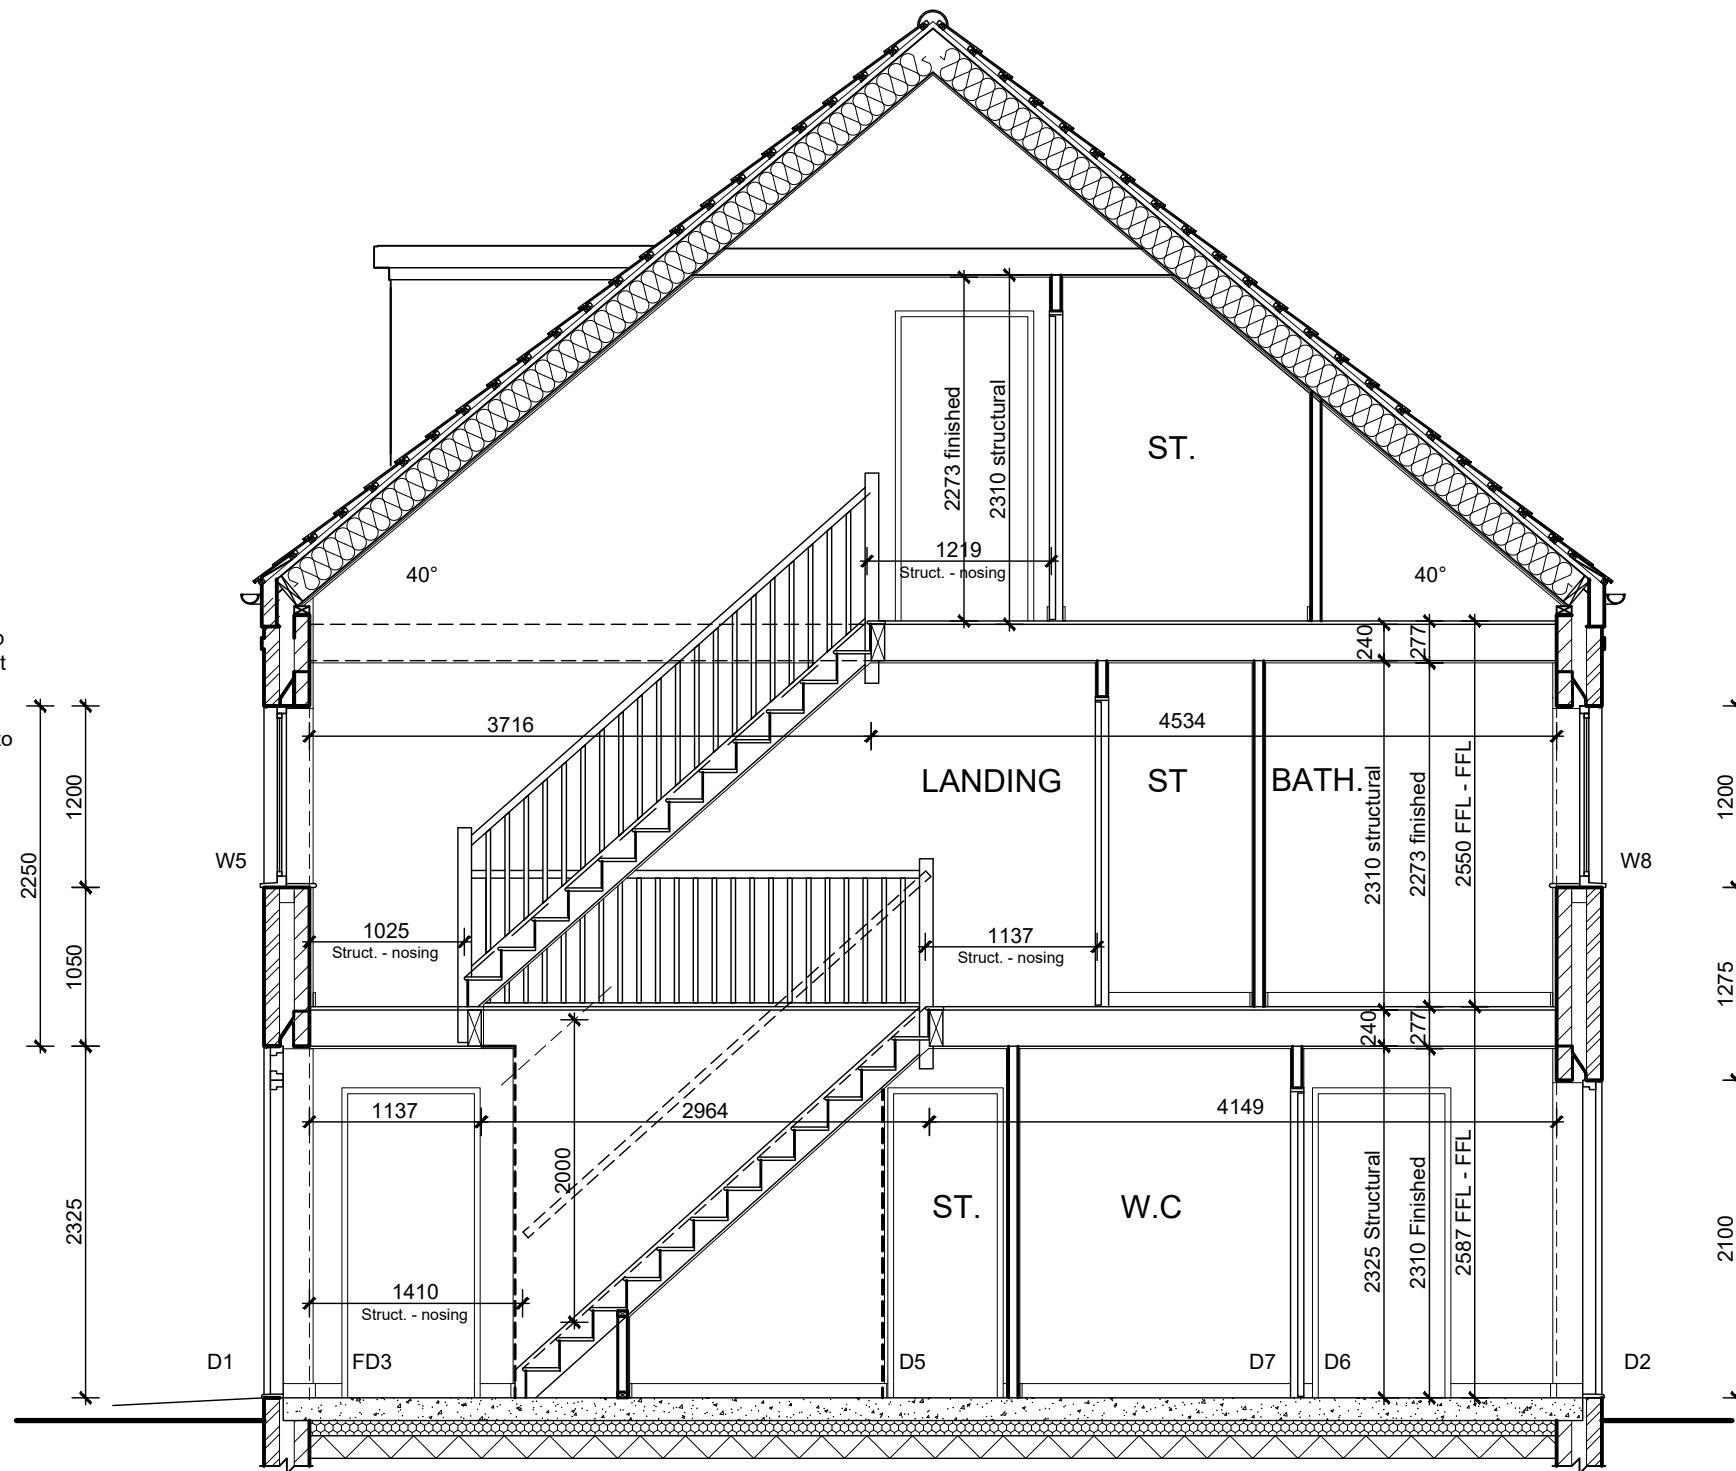 2273 finished
2310 structural
ST.
1219
Struct. - nosing
40°
40°
240
277
3716
4534
LANDING
ST
BATH.
1200
2250
W5
2310 structural
2273 finished
2550 FFL - FFL
1200
W8
1025
Struct. - nosing
1137
Struct. - nosing
1050
1275
240
277
1137
2964
4149
2000
ST.
W.C
2325 Structural
2310 Finished
2587 FFL - FFL
2325
2100
1410
Struct. - nosing
D1
FD3
D5
D7
D6
D2